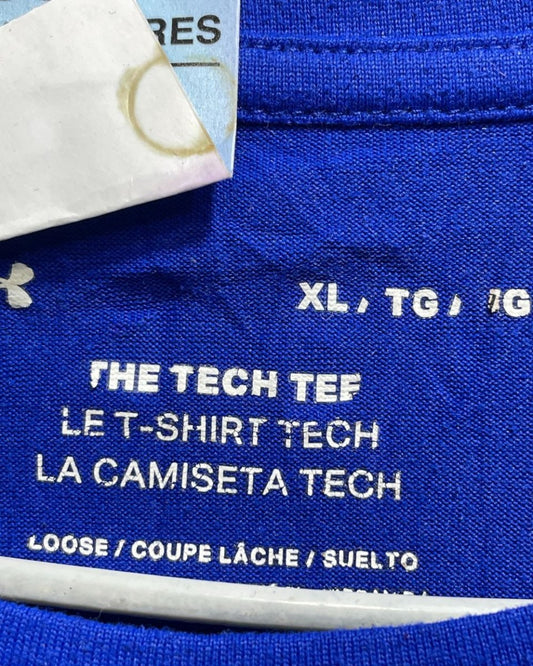 RES
XL / TG /
THE TECH TEE
LE T-SHIRT TECH
LA CAMISETA TECH
LOOSE / COUPE LÂCHE / SUELTO